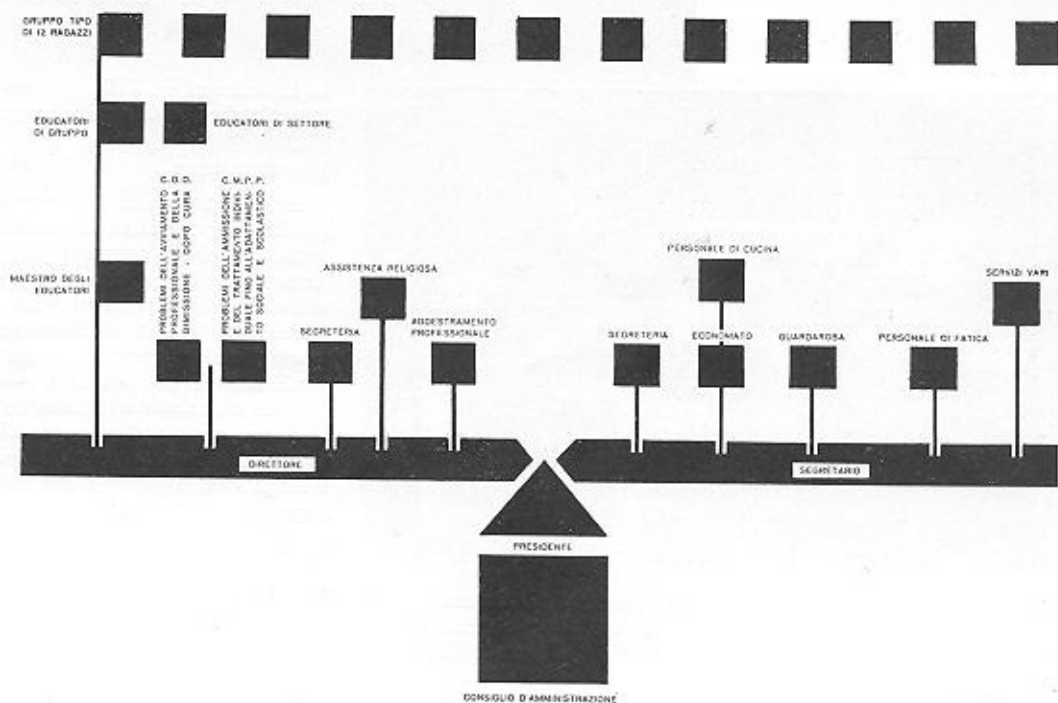 GRUPPO TIPO
DI 12 RAGAZZI
EDUCATORI
DI GRUPPO
EDUCATORI DI SETTORE
C.O.D.
PROBLEMI DELL'AVVIAMENTO
PROFESSIONALE E DELLA
DIMISSIONE - DOPO CURA
C.M.P.P.
PROBLEMI DELL'AMMISSIONE
E DEL TRATTAMENTO INDIVI-
DUALE FINO ALL'ADATTAMEN-
TO SOCIALE E SCOLASTICO
MAESTRO DEGLI
EDUCATORI
ASSISTENZA RELIGIOSA
PERSONALE DI CUCINA
SERVIZI VARI
SEGRETERIA
ADDESTRAMENTO
PROFESSIONALE
SEGRETERIA
ECONOMATO
GUARDAROBA
PERSONALE DI FATICA
DIRETTORE
SEGRETARIO
PRESIDENTE
CONSIGLIO D'AMMINISTRAZIONE